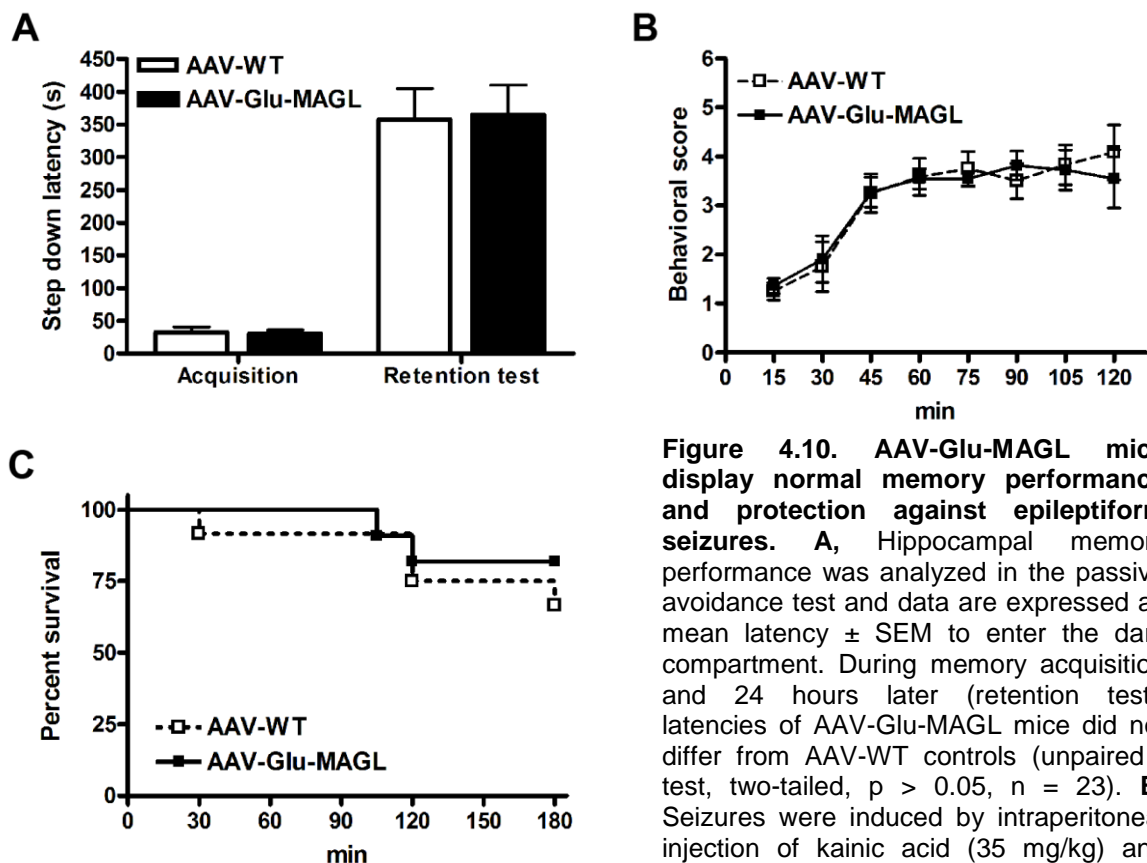 A
450
400
350
300
250
200
150
100
50
0
Step down latency (s)
AAV-WT
AAV-Glu-MAGL
Acquisition
Retention test
B
6
5
4
3
2
1
0
Behavioral score
AAV-WT
AAV-Glu-MAGL
0
15
30
45
60
75
90
105
120
min
C
100
75
50
25
0
Percent survival
AAV-WT
AAV-Glu-MAGL
0
30
60
90
120
150
180
min
Figure 4.10. AAV-Glu-MAGL mic
display normal memory performanc
and protection against epileptifor
seizures. A, Hippocampal memor
performance was analyzed in the passiv
avoidance test and data are expressed a
mean latency ± SEM to enter the dar
compartment. During memory acquisitio
and 24 hours later (retention test
latencies of AAV-Glu-MAGL mice did no
differ from AAV-WT controls (unpaired
test, two-tailed, p > 0.05, n = 23).
Seizures were induced by intraperitone
injection of kainic acid (35 mg/kg) an